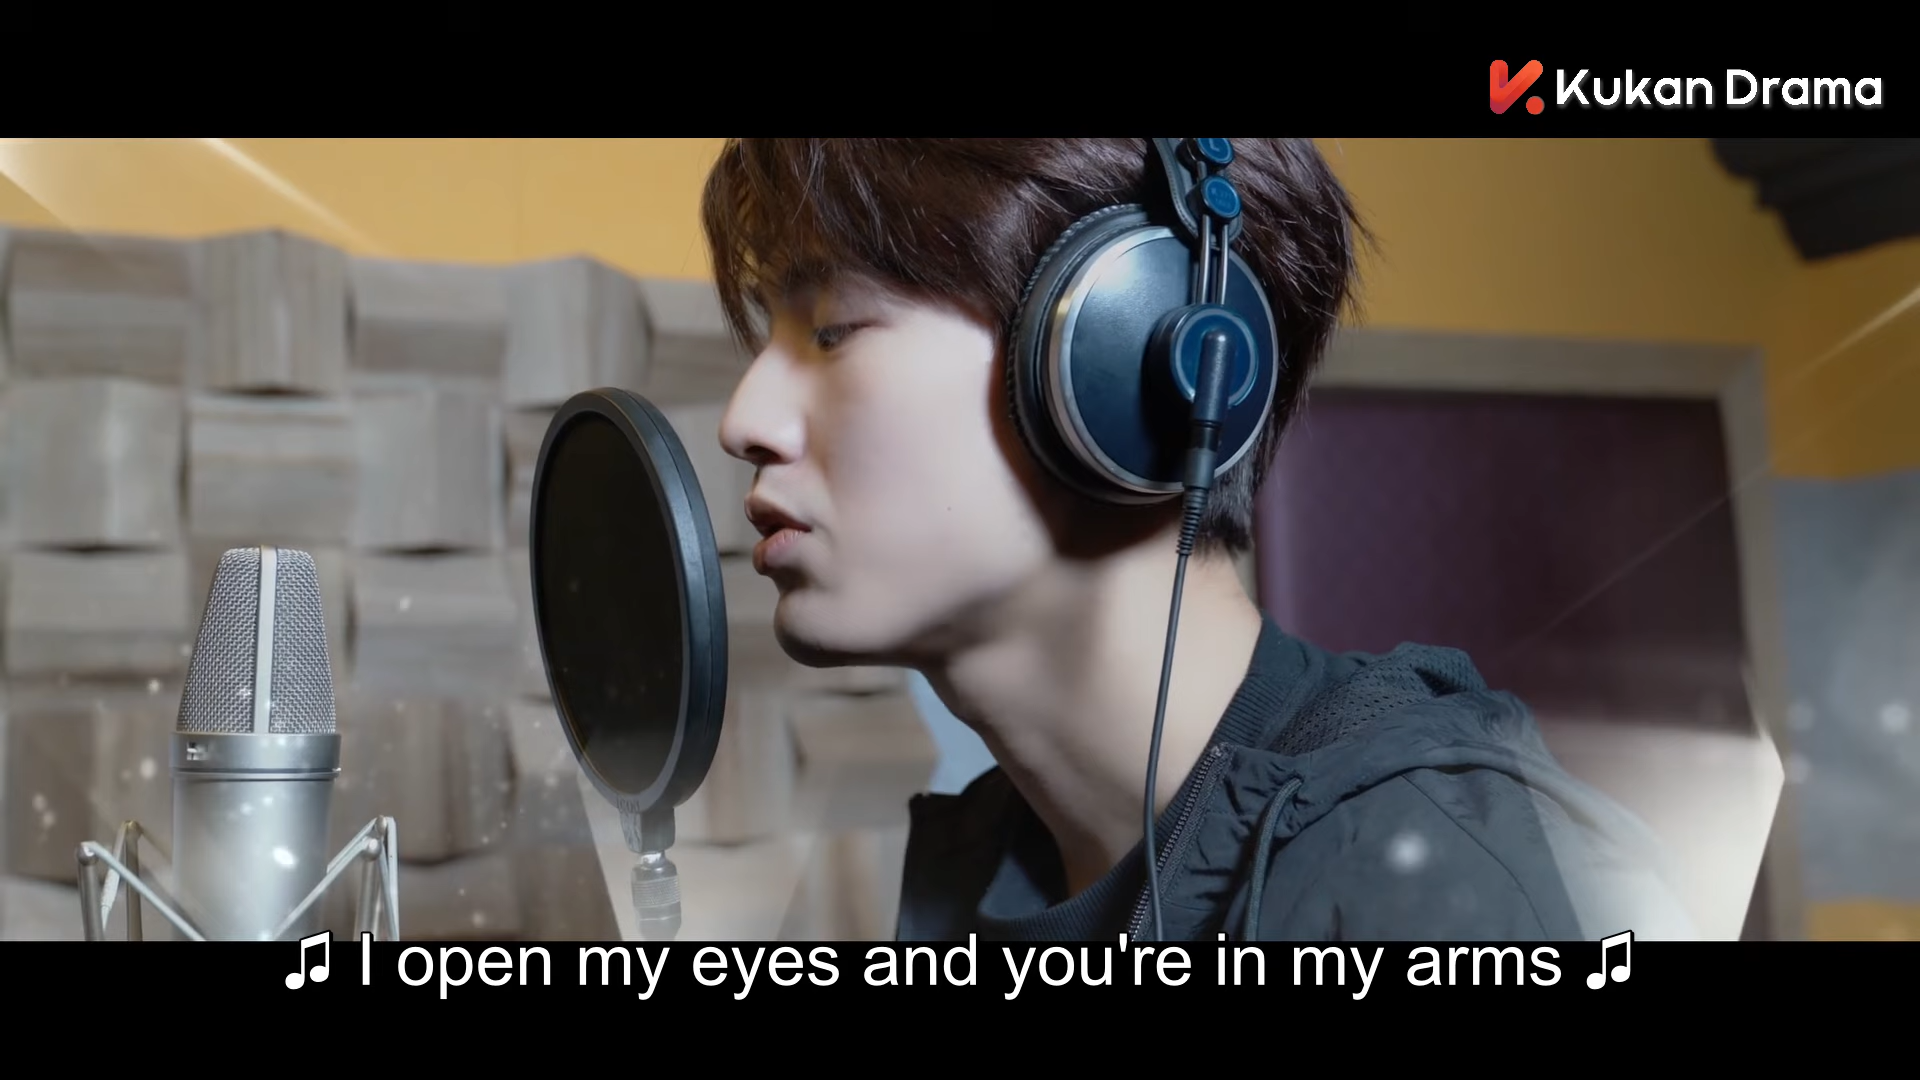 Kukan Drama
♫ I open my eyes and you're in my arms ♫